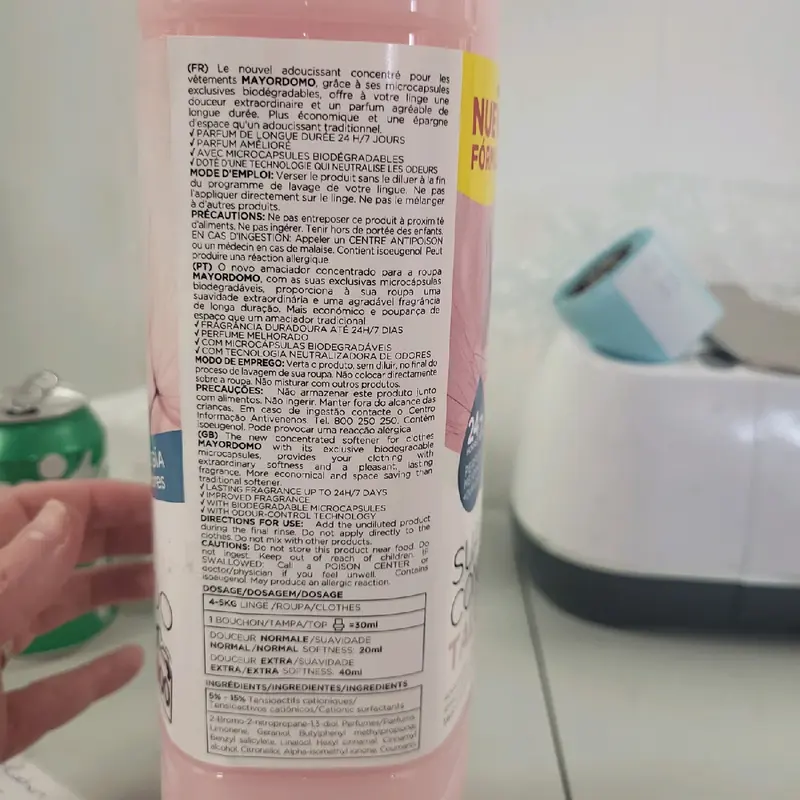 (FR) Le nouvel adoucissant concentré pour les
vêtements MAYORDOMO, grâce à ses microcapsules
exclusives biodégradables, offre à votre linge une
douceur extraordinaire et un parfum agréable de
longue durée. Plus économique et une épargne
d'espace qu'un adoucissant traditionnel.
√PARFUM DE LONGUE DURÉE 24 H/7 JOURS
√PARFUM AMÉLIORÉ
√AVEC MICROCAPSULES BIODÉGRADABLES
√DOTÉ D'UNE TECHNOLOGIE QUI NEUTRALISE LES ODEURS
MODE D'EMPLOI: Verser le produit sans le diluer à la fin
du programme de lavage de votre lingue. Ne pas
l'appliquer directement sur le linge. Ne pas le mélanger
à d'autres produits.
PRÉCAUTIONS: Ne pas entreposer ce produit à proximité
d'aliments. Ne pas ingérer. Tenir hors de portée des enfants.
EN CAS D'INGESTION: Appeler un CENTRE ANTIPOISON
ou un médecin en cas de malaise. Contient isoeugenol. Peut
produire una réaction allergique.
(PT) O novo amaciador concentrado para a roupa
MAYORDOMO, com as suas exclusivas microcápsulas
biodegradáveis, proporciona à sua roupa uma
suavidade extraordinária e uma agradável fragrância
de longa duração. Mais económico e poupança de
espaço que um amaciador tradicional.
√FRAGRÂNCIA DURADOURA ATÉ 24H/7 DIAS
√PERFUME MELHORADO
√COM MICROCÁPSULAS BIODEGRADÁVEIS
√COM TECNOLOGIA NEUTRALIZADORA DE ODORES
MODO DE EMPREGO: Verta o produto, sem diluir, no final do
proceso de lavagem de sua roupa. Não colocar directamente
sobre a roupa. Não misturar com outros produtos.
PRECAUÇÕES: Não armazenar este produto junto
com alimentos. Não ingerir. Manter fora do alcance das
crianças. Em caso de ingestão contacte o Centro
Informação Antivenenos Tel. 800 250 250. Contém
isoeugenol. Pode provocar uma reacción alérgica.
(GB) The new concentrated softener for clothes
MAYORDOMO with its exclusive biodegradable
microcapsules, provides your clothing with
extraordinary softness and a pleasant, lasting
fragrance. More economical and space saving than
traditional softener.
√LASTING FRAGRANCE UP TO 24H/7 DAYS
√IMPROVED FRAGRANCE
√WITH BIODEGRADABLE MICROCAPSULES
√WITH ODOUR-CONTROL TECHNOLOGY
DIRECTIONS FOR USE: Add the undiluted product
during the final rinse. Do not apply directly to the
clothes. Do not mix with other products.
CAUTIONS: Do not store this product near food. Do
not ingest. Keep out of reach of children. IF
SWALLOWED: Call a POISON CENTER or
doctor/physician if you feel unwell. Contains
isoeugenol. May produce an allergic reaction.
DOSAGE/DOSAGEM/DOSAGE
4-5KG LINGE /ROUPA/CLOTHES
1 BOUCHON/TAMPA/TOP =30ml
DOUCEUR NORMALE/SUAVIDADE
NORMAL/NORMAL SOFTNESS: 20ml
DOUCEUR EXTRA/SUAVIDADE
EXTRA/EXTRA SOFTNESS: 40ml
INGRÉDIENTS/INGREDIENTES/INGREDIENTS
5% - 15% Tensioactifs cationiques/
Tensioactivos catiónicos/Cationic surfactants
2-Bromo-2-nitropropane-1,3-diol, Parfumes/Parfums
Limonene, Geraniol, Butylphenyl methylpropional,
benzyl salicylate, Linalool, Hexyl cinnamal, Cinnamyl
alcohol, Citronellol, Alpha-isomethyl ionone, Coumarin
24